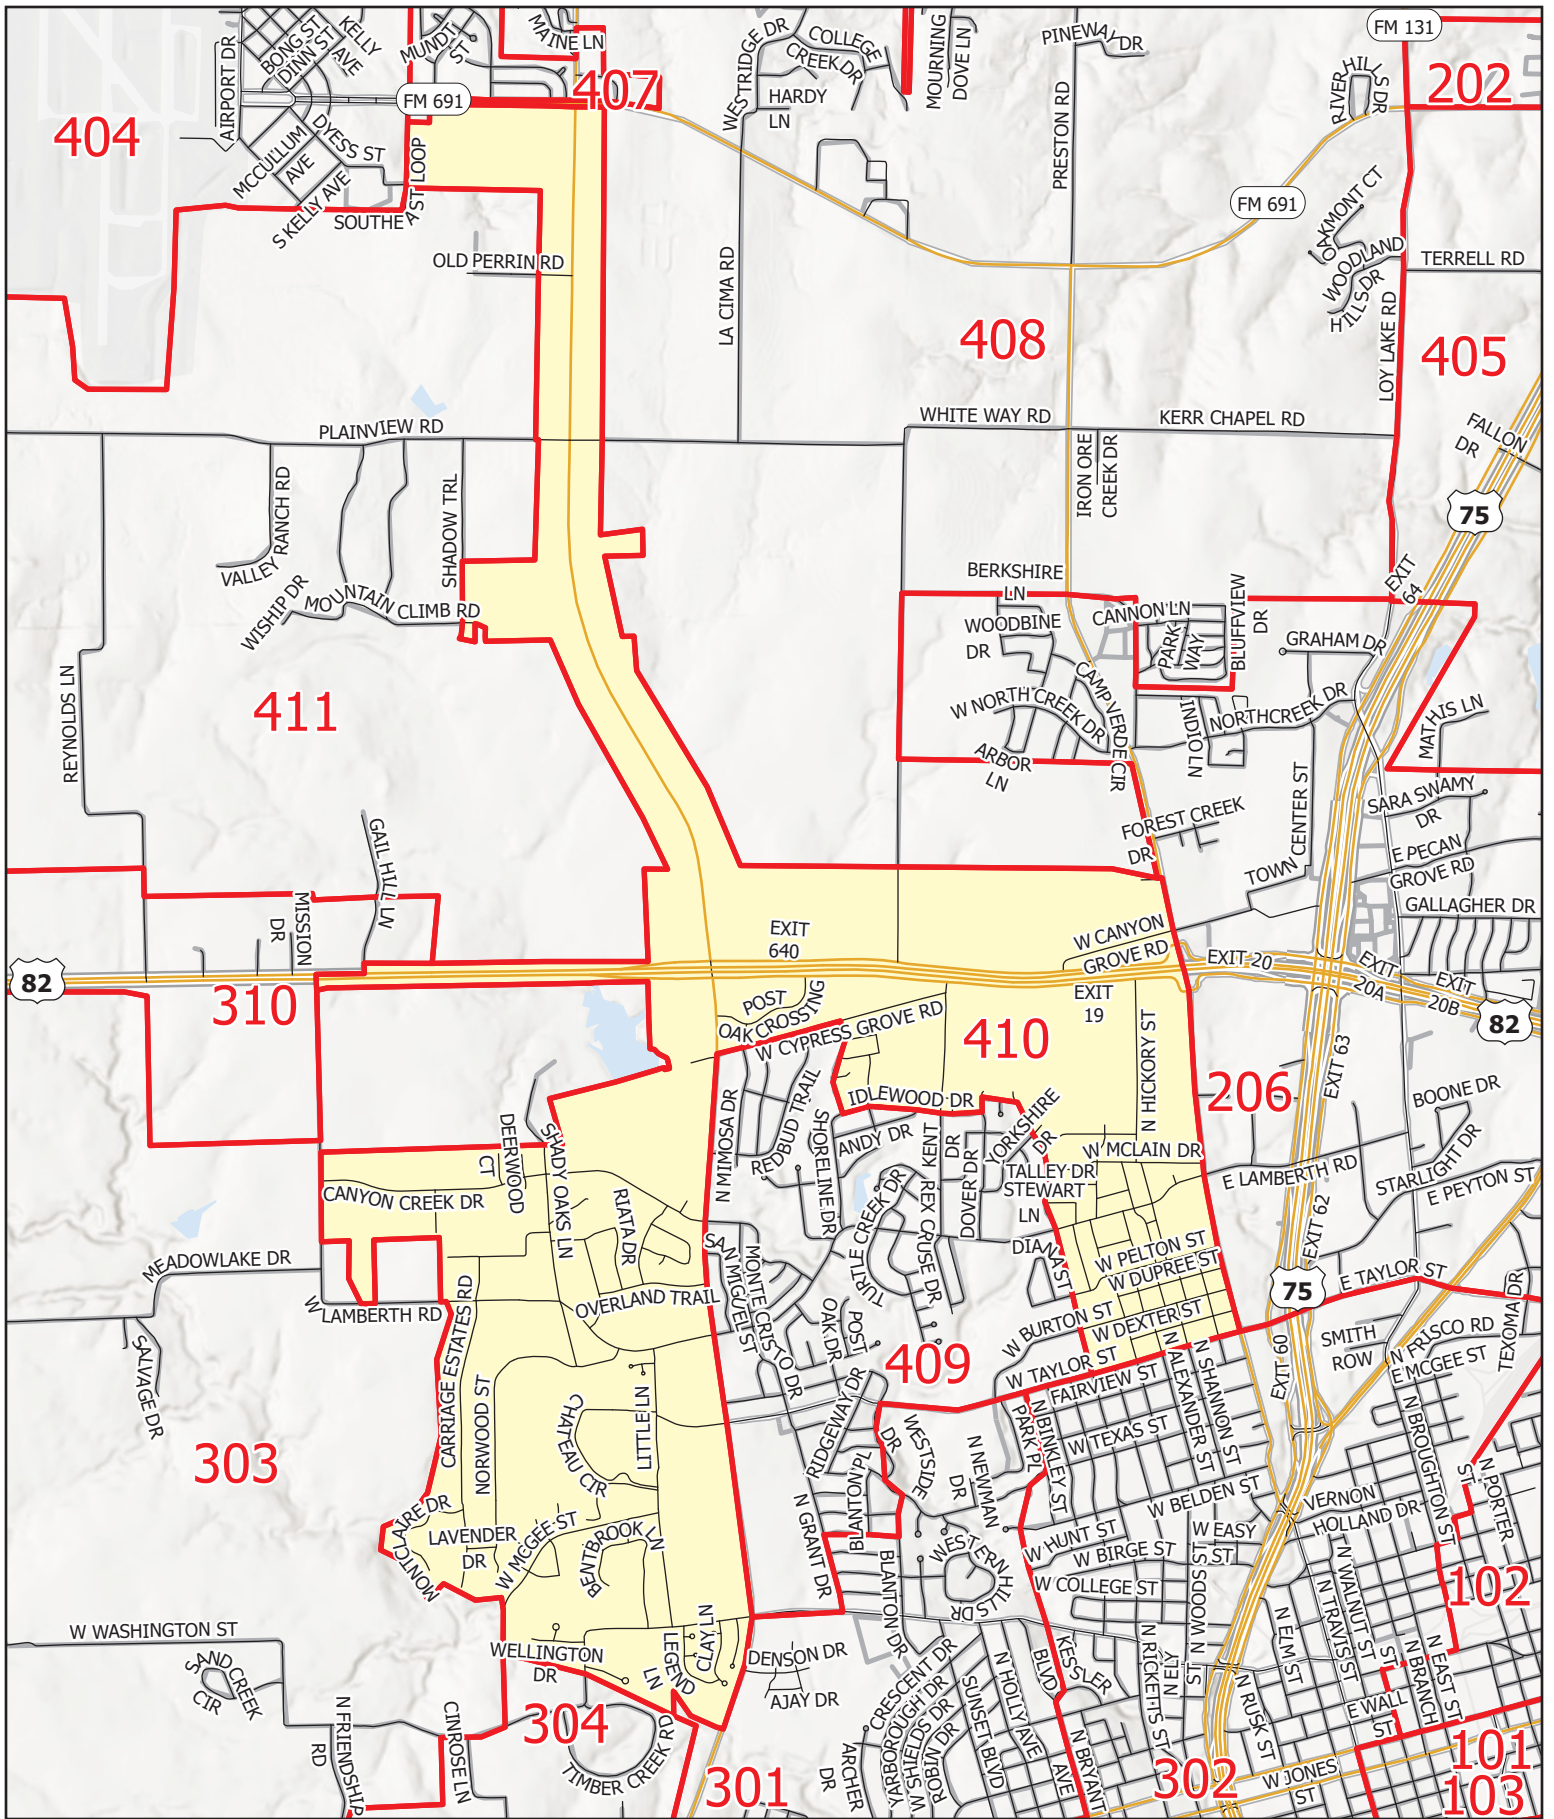 BONG ST
DINN ST
KELLY
AVE
AIRPORT DR
MUNDT
ST
MAINE LN
407
FM 691
404
MCCULLUM
AVE
DYESS ST
S KELLY AVE
SOUTHEAST LOOP
OLD PERRIN RD
WESTRIDGE DR
COLLEGE
CREEK DR
HARDY
LN
MOURNING
DOVE LN
PINEWAY DR
PRESTON RD
RIVER HILLS DR
FM 131
202
FM 691
OAKMONT CT
WOODLAND
HILLS DR
TERRELL RD
LA CIMA RD
408
LOY LAKE RD
405
PLAINVIEW RD
WHITE WAY RD
KERR CHAPEL RD
IRON ORE
CREEK DR
FALLON
DR
75
EXIT
64
VALLEY RANCH RD
SHADOW TRL
WISHIP DR
MOUNTAIN CLIMB RD
REYNOLDS LN
411
BERKSHIRE
LN
WOODBINE
DR
CANNON LN
PARK
WAY
BLUFFVIEW
DR
GRAHAM DR
W NORTH CREEK DR
CAMP VERDE CIR
ARBOR
LN
INDIO LN
NORTHCREEK DR
MATHIS LN
SARA SWAMY
DR
FOREST CREEK
DR
TOWN CENTER ST
E PECAN
GROVE RD
GALLAGHER DR
GAIL HILL LN
MISSION
DR
82
310
EXIT
640
W CANYON
GROVE RD
EXIT 20
EXIT
20A
EXIT
20B
82
EXIT
19
POST
OAK CROSSING
W CYPRESS GROVE RD
410
N HICKORY ST
206
EXIT 63
BOONE DR
IDLEWOOD DR
N MIMOSA DR
REDBUD TRAIL
SHORELINE DR
ANDY DR
KENT
DR
YORKSHIRE
DR
W MCLAIN DR
E LAMBERTH RD
STARLIGHT DR
E PEYTON ST
DEERWOOD
CT
SHADY OAKS LN
CANYON CREEK DR
RIATA DR
TURTLE CREEK DR
REX CRUSE DR
DOVER DR
TALLEY DR
STEWART
LN
DIANA ST
W PELTON ST
W DUPREE ST
EXIT 62
MEADOWLAKE DR
W LAMBERTH RD
SALVAGE DR
CARRIAGE ESTATES RD
OVERLAND TRAIL
SAN MIGUEL ST
MONTE CRISTO DR
POST
OAK DR
409
W BURTON ST
W DEXTER ST
W TAYLOR ST
75
E TAYLOR ST
TEXOMA DR
SMITH
ROW
N FRISCO RD
E MCGEE ST
EXIT 60
303
NORWOOD ST
CHATEAU CIR
LITTLE LN
RIDGEWAY DR
FAIRVIEW ST
N ALEXANDER ST
N SHANNON ST
N BINKLEY ST
PARK PL
W TEXAS ST
WESTSIDE
DR
N NEWMAN
DR
BLANTON PL
N GRANT DR
W BELDEN ST
VERNON
HOLLAND DR
N BROUGHTON ST
N PORTER
ST
MONTCLAIRE DR
LAVENDER
DR
W MCGEE ST
BENTBROOK LN
BLANTON DR
WESTERN HILLS DR
W HUNT ST
W BIRGE ST
W EASY
ST
W COLLEGE ST
N WOODS ST
N WALNUT ST
N TRAVIS ST
102
W WASHINGTON ST
SAND CREEK
CIR
WELLINGTON
DR
LEGEND
LN
CLAY LN
DENSON DR
AJAY DR
304
N FRIENDSHIP
RD
CINROSE LN
TIMBER CREEK RD
301
ARCHER
DR
CRESCENT DR
YARBOROUGH DR
W SHIELDS DR
ROBIN DR
SUNSET BLVD
N HOLLY AVE
KESSLER
BLVD
N BRYANT
AVE
N RICKETTS ST
N NELY
ST
N ELM ST
N RUSK ST
302
E WALL
ST
N BRANCH
ST
N EAST ST
W JONES
ST
101
103